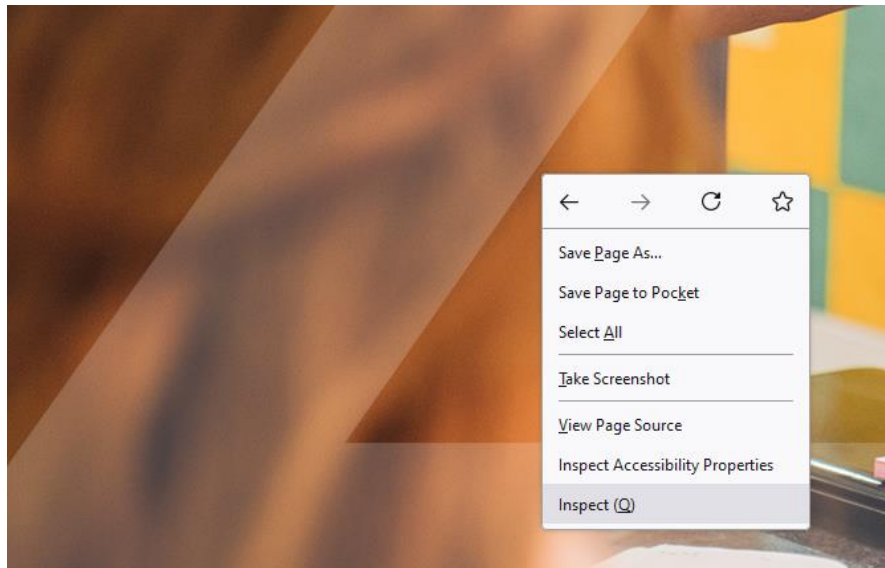 Save Page As...
Save Page to Pocket
Select All
Take Screenshot
View Page Source
Inspect Accessibility Properties
Inspect (Q)